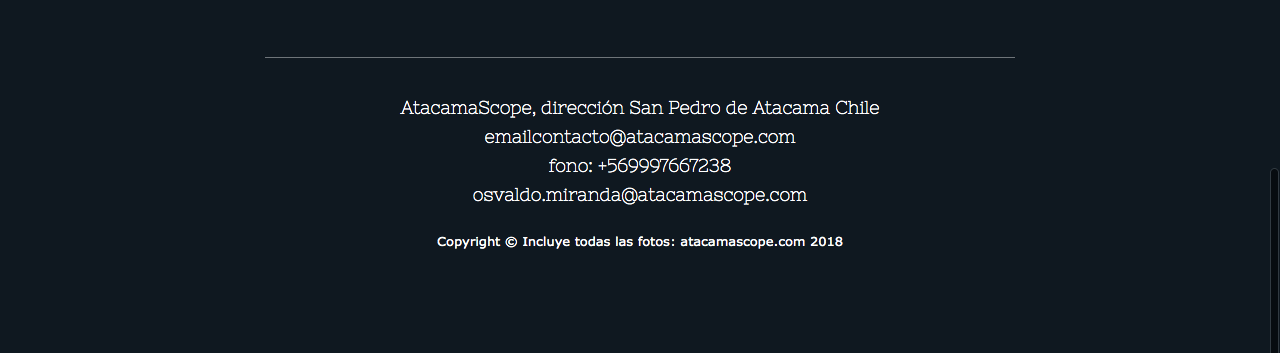 AtacamaScope, dirección San Pedro de Atacama Chile
emailcontacto@atacamascope.com
fono: +569997667238
osvaldo.miranda@atacamascope.com
Copyright © Incluye todas las fotos: atacamascope.com 2018